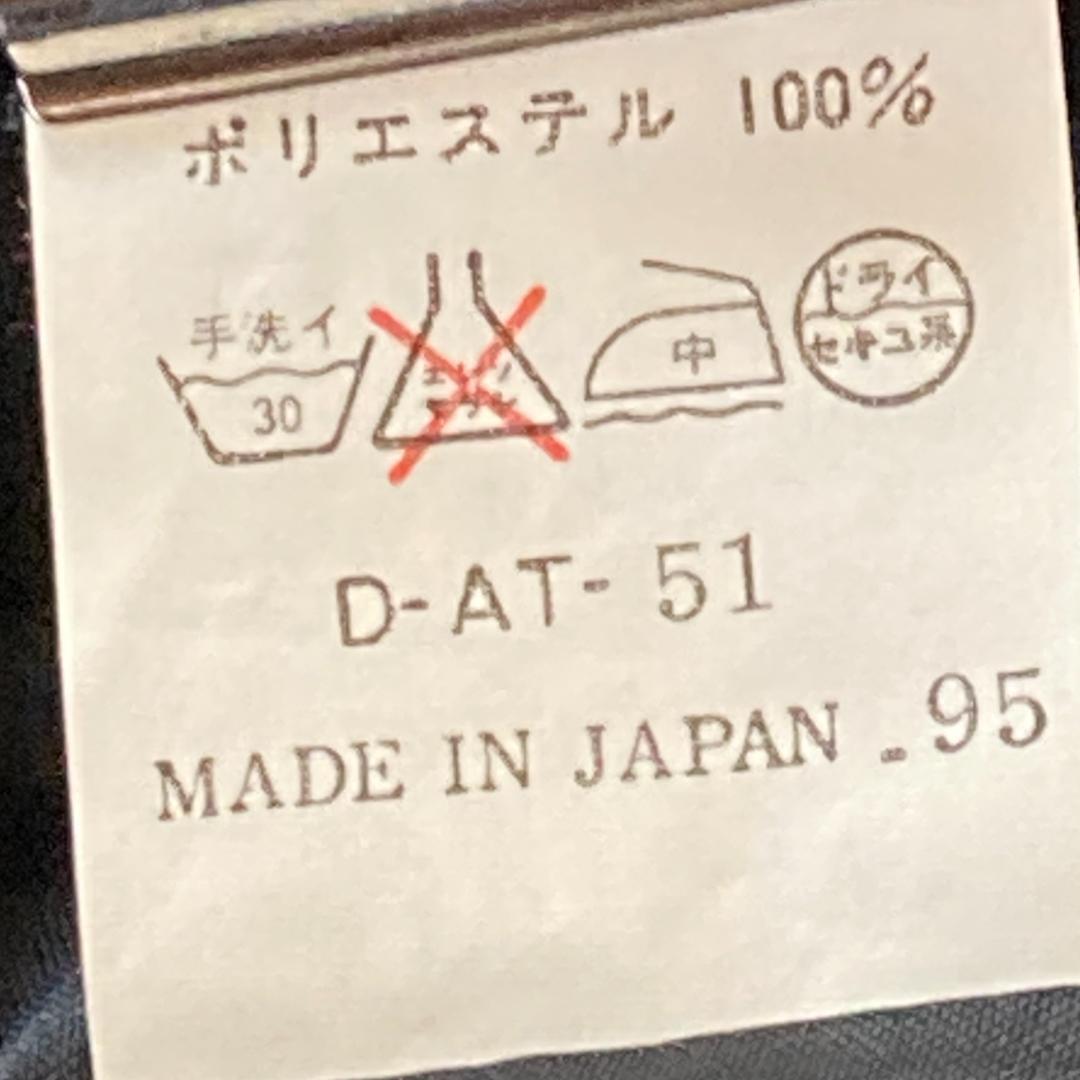 ポリエステル 100%
手洗イ
30
中
ドライ
セキユ系
D-AT- 51
MADE IN JAPAN .95